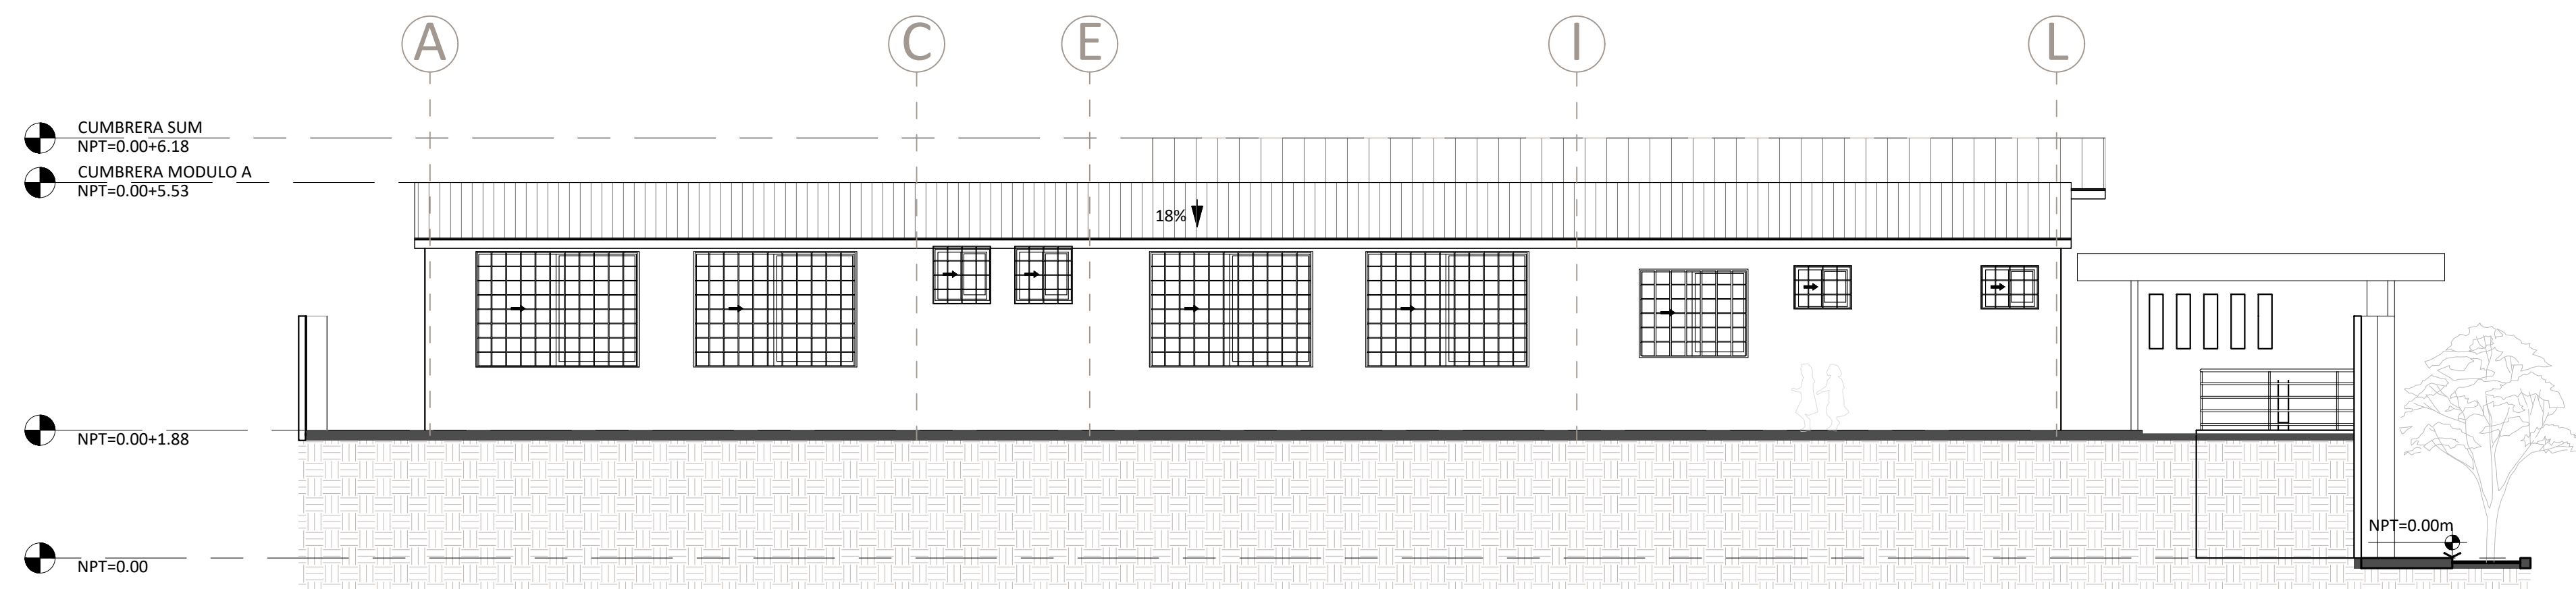 A
C
E
I
L
CUMBRERA SUM
NPT=0.00+6.18
CUMBRERA MODULO A
NPT=0.00+5.53
18%
NPT=0.00+1.88
NPT=0.00m
NPT=0.00